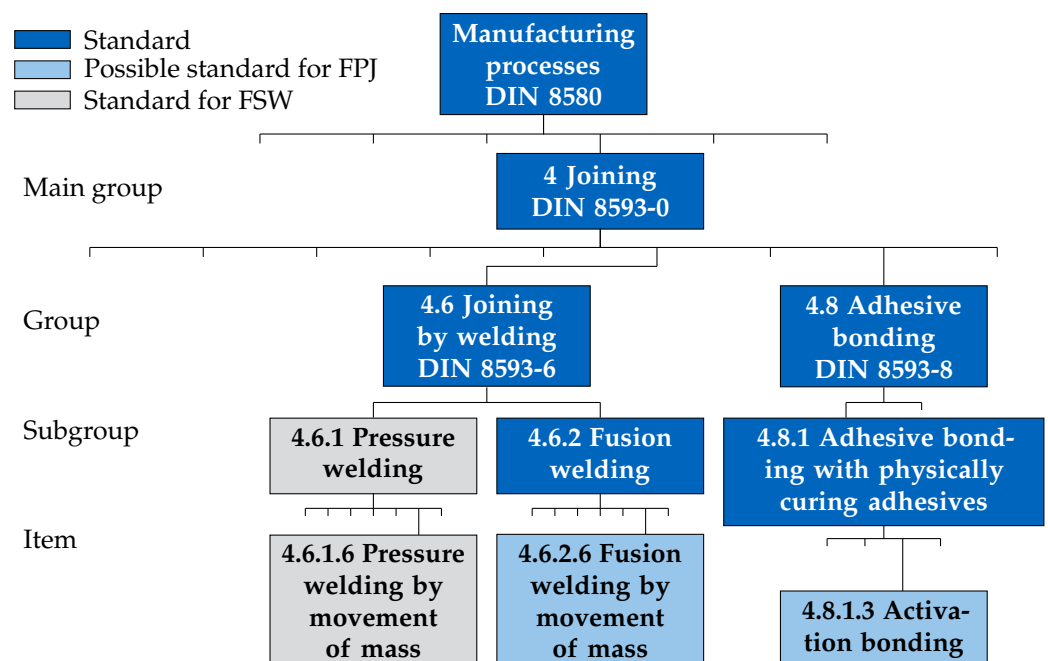 Standard
Possible standard for FPJ
Standard for FSW
Manufacturing
processes
DIN 8580
Main group
4 Joining
DIN 8593-0
Group
4.6 Joining
by welding
DIN 8593-6
4.8 Adhesive
bonding
DIN 8593-8
Subgroup
4.6.1 Pressure
welding
4.6.2 Fusion
welding
4.8.1 Adhesive bond-
ing with physically
curing adhesives
Item
4.6.1.6 Pressure
welding by
movement
of mass
4.6.2.6 Fusion
welding by
movement
of mass
4.8.1.3 Activa-
tion bonding